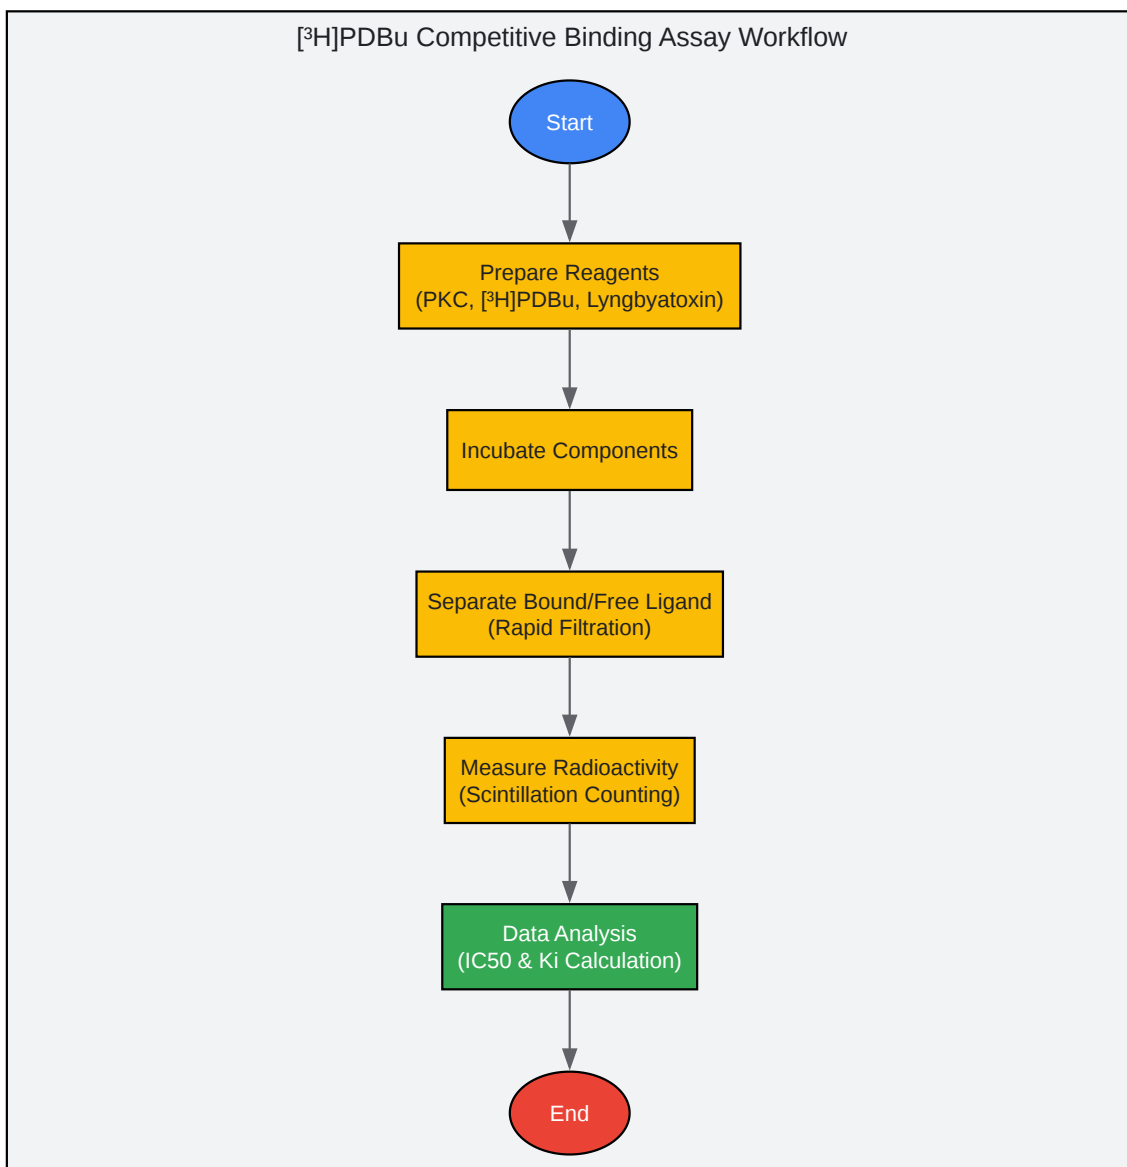 [³H]PDBu Competitive Binding Assay Workflow
Start
Prepare Reagents
(PKC, [³H]PDBu, Lyngbyatoxin)
Incubate Components
Separate Bound/Free Ligand
(Rapid Filtration)
Measure Radioactivity
(Scintillation Counting)
Data Analysis
(IC50 & Ki Calculation)
End